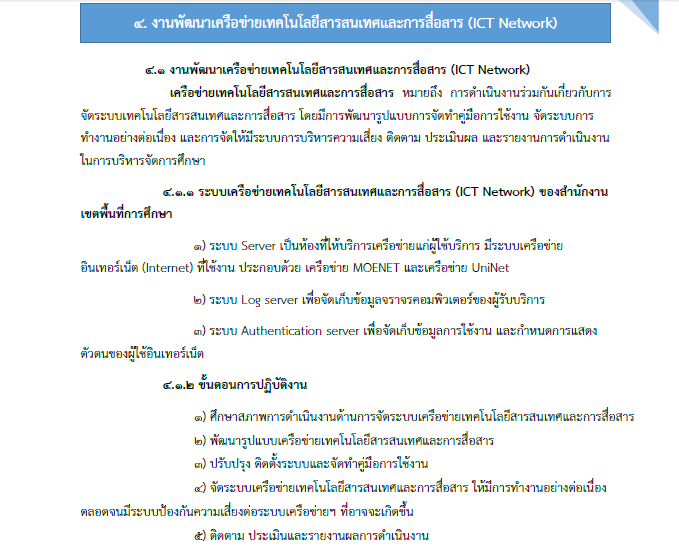 ๔. งานพัฒนาเครือข่ายเทคโนโลยีสารสนเทศและการสื่อสาร (ICT Network)
๔.๑ งานพัฒนาเครือข่ายเทคโนโลยีสารสนเทศและการสื่อสาร (ICT Network)
เครือข่ายเทคโนโลยีสารสนเทศและการสื่อสาร หมายถึง การดำเนินงานร่วมกันเกี่ยวกับการ
จัดระบบเทคโนโลยีสารสนเทศและการสื่อสาร โดยมีการพัฒนารูปแบบการจัดทำคู่มือการใช้งาน จัดระบบการ
ทำงานอย่างต่อเนื่อง และการจัดให้มีระบบการบริหารความเสี่ยง ติดตาม ประเมินผล และรายงานการดำเนินงาน
ในการบริหารจัดการศึกษา
๔.๑.๑ ระบบเครือข่ายเทคโนโลยีสารสนเทศและการสื่อสาร (ICT Network) ของสำนักงาน
เขตพื้นที่การศึกษา
๑) ระบบ Server เป็นห้องที่ให้บริการเครือข่ายแก่ผู้ใช้บริการ มีระบบเครือข่าย
อินเทอร์เน็ต (Internet) ที่ใช้งาน ประกอบด้วย เครือข่าย MOENET และเครือข่าย UniNet
๒) ระบบ Log server เพื่อจัดเก็บข้อมูลจราจรคอมพิวเตอร์ของผู้รับบริการ
๓) ระบบ Authentication server เพื่อจัดเก็บข้อมูลการใช้งาน และกำหนดการแสดง
ตัวตนของผู้ใช้อินเทอร์เน็ต
๔.๑.๒ ขั้นตอนการปฏิบัติงาน
๑) ศึกษาสภาพการดำเนินงานด้านการจัดระบบเครือข่ายเทคโนโลยีสารสนเทศและการสื่อสาร
๒) พัฒนารูปแบบเครือข่ายเทคโนโลยีสารสนเทศและการสื่อสาร
๓) ปรับปรุง ติดตั้งระบบและจัดทำคู่มือการใช้งาน
๔) จัดระบบเครือข่ายเทคโนโลยีสารสนเทศและการสื่อสาร ให้มีการทำงานอย่างต่อเนื่อง
ตลอดจนมีระบบป้องกันความเสี่ยงต่อระบบเครือข่ายฯ ที่อาจจะเกิดขึ้น
๕) ติดตาม ประเมินและรายงานผลการดำเนินงาน